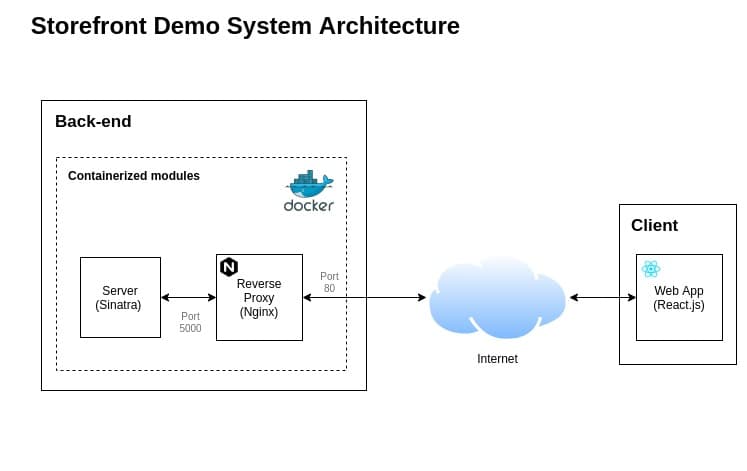 Storefront Demo System Architecture
Back-end
Containerized modules
docker
Server
(Sinatra)
Port
5000
N
Reverse
Proxy
(Nginx)
Port
80
Internet
Client
Web App
(React.js)